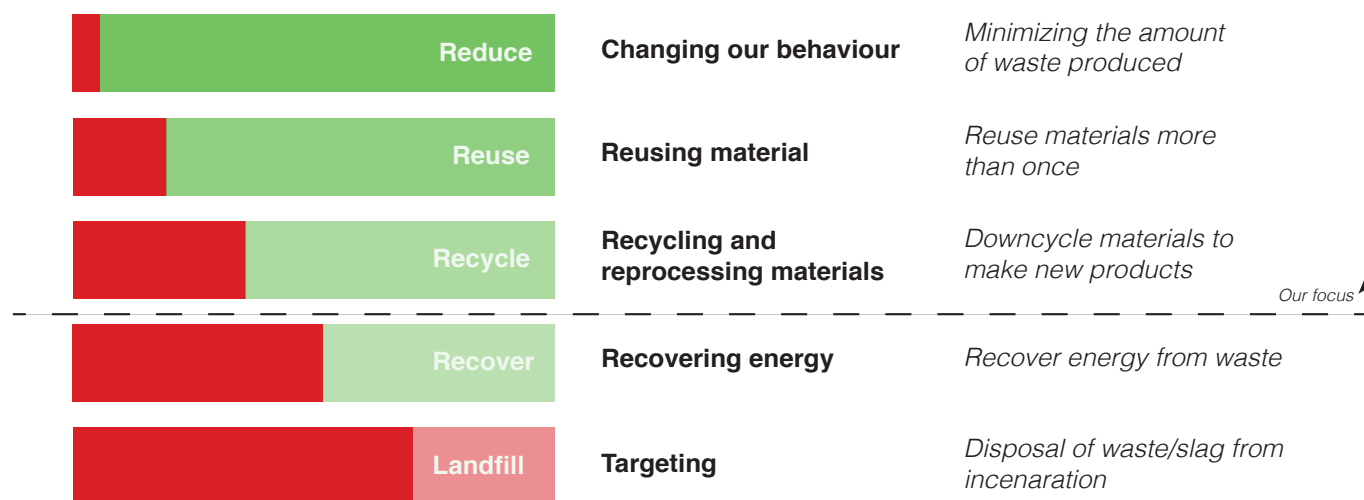 Reduce
Changing our behaviour
Minimizing the amount
of waste produced
Reuse
Reusing material
Reuse materials more
than once
Recycle
Recycling and
reprocessing materials
Downcycle materials to
make new products
Our focus
Recover
Recovering energy
Recover energy from waste
Landfill
Targeting
Disposal of waste/slag from
incenaration